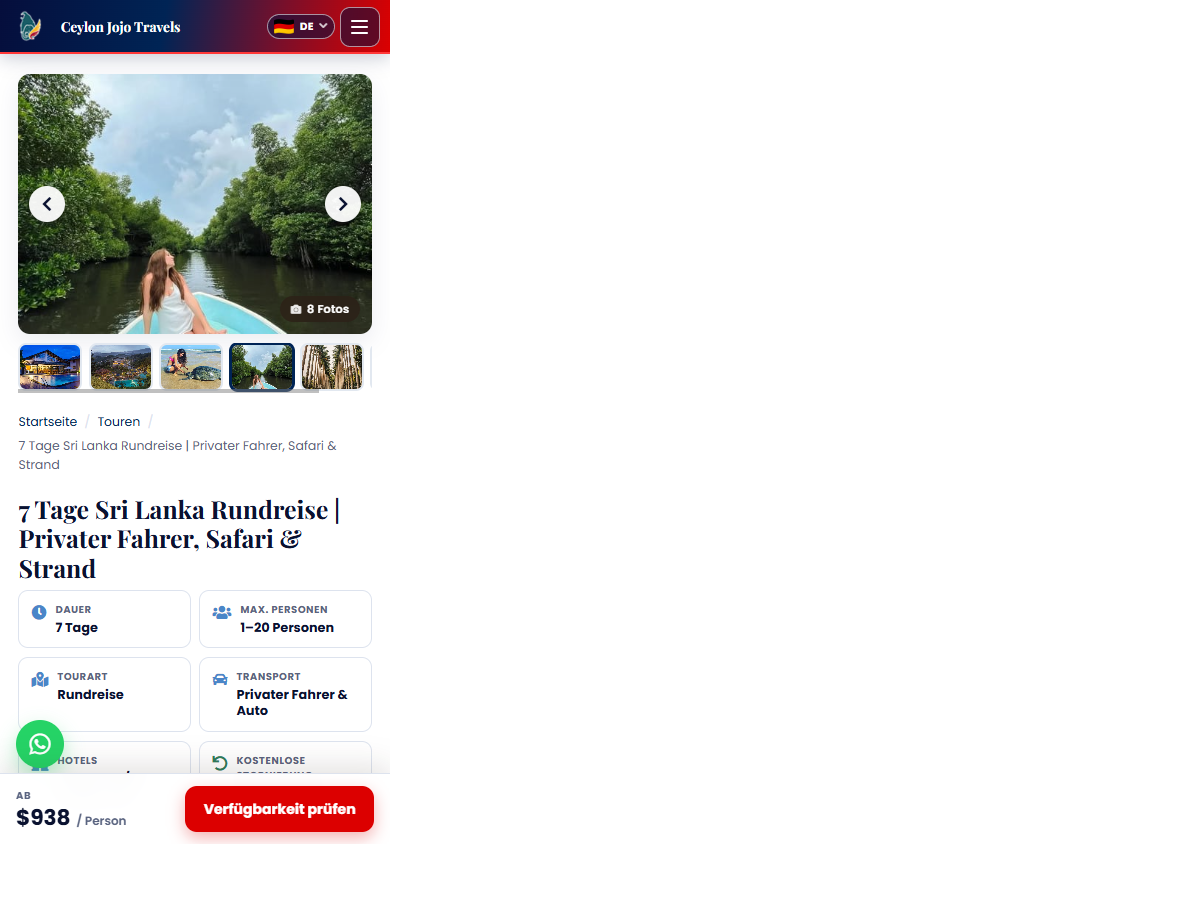 Ceylon Jojo Travels
DE
8 Fotos
Startseite / Touren /
7 Tage Sri Lanka Rundreise | Privater Fahrer, Safari &
Strand
7 Tage Sri Lanka Rundreise |
Privater Fahrer, Safari &
Strand
DAUER
7 Tage
MAX. PERSONEN
1–20 Personen
TOURART
Rundreise
TRANSPORT
Privater Fahrer &
Auto
HOTELS
KOSTENLOSE
AB
$938 / Person
Verfügbarkeit prüfen